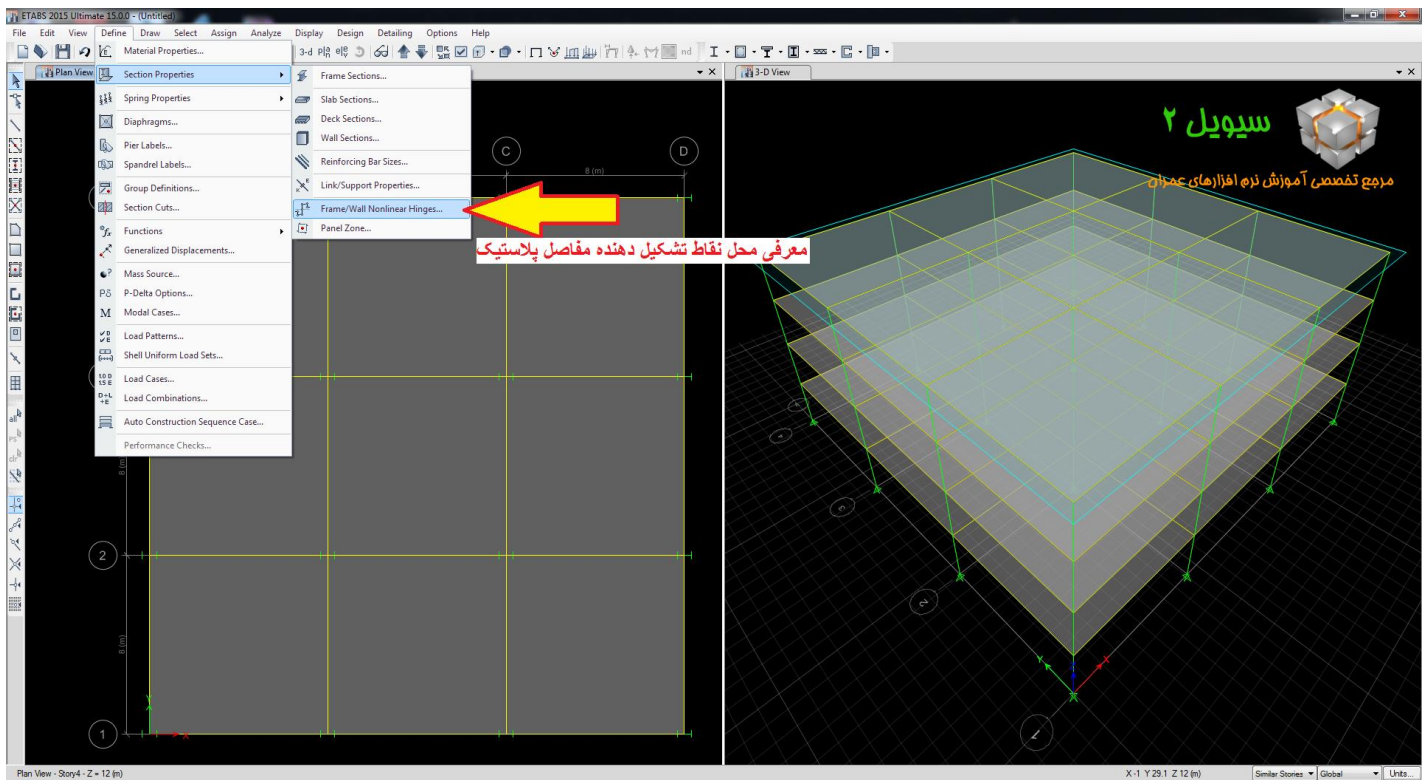 ETABS 2015 Ultimate 15.0.0 - (Untitled)
File Edit View Define Draw Select Assign Analyze Display Design Detailing Options Help
3-d
nd
Plan View
3-D View
Material Properties...
Section Properties
Spring Properties
Diaphragms...
Pier Labels...
Spandrel Labels...
Group Definitions...
Section Cuts...
Functions
Generalized Displacements...
Mass Source...
P-Delta Options...
Modal Cases...
Load Patterns...
Shell Uniform Load Sets...
Load Cases...
Load Combinations...
Auto Construction Sequence Case...
Performance Checks...
Frame Sections...
Slab Sections...
Deck Sections...
Wall Sections...
Reinforcing Bar Sizes...
Link/Support Properties...
Frame/Wall Nonlinear Hinges...
Panel Zone...
معرفی محل نقاط تشکیل دهنده مفاصل پلاستیک
سیویل ۲
مرجع تخصصی آموزش نرم افزارهای عمران
C
D
8 (m)
8 (m)
2
8 (m)
1
Y
X
Y
X
2
1
Plan View - Story4 - Z = 12 (m)
X -1 Y 29.1 Z 12 (m)
Similar Stories
Global
Units...